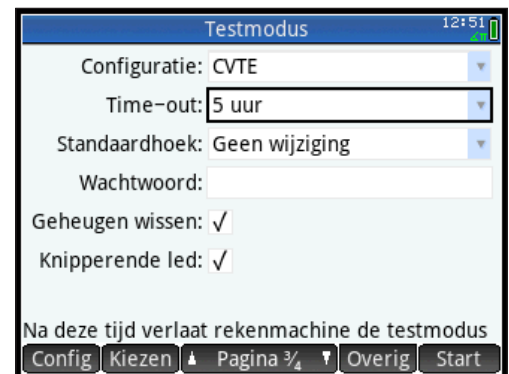 Testmodus 12:51
∠π
Configuratie: CVTE
Time-out: 5 uur
Standaardhoek: Geen wijziging
Wachtwoord:
Geheugen wissen: √
Knipperende led: √
Na deze tijd verlaat rekenmachine de testmodus
Config Kiezen Pagina ¾ Overig Start